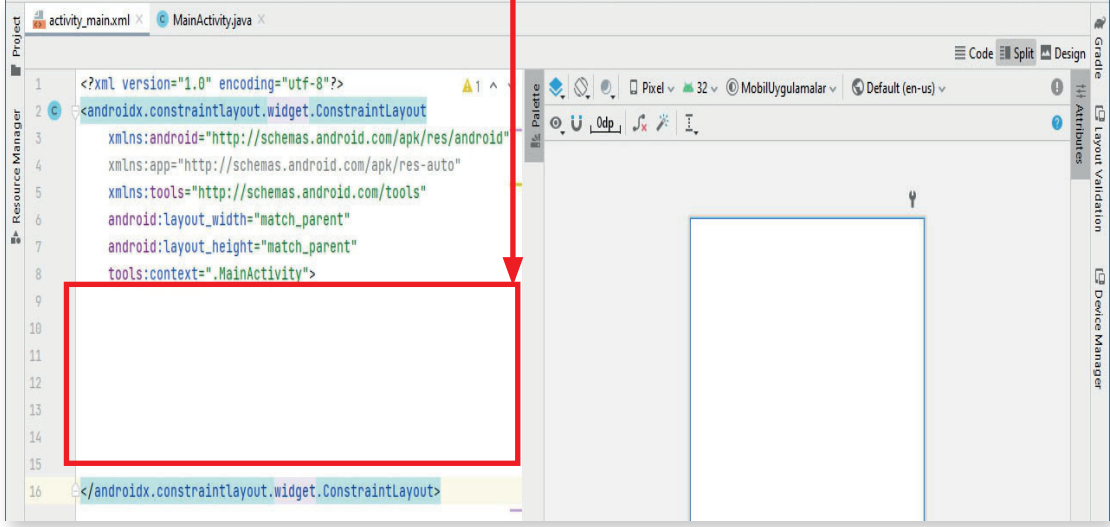 activity_main.xml MainActivity.java
Code Split Design
Project
Resource Manager
1 <?xml version="1.0" encoding="utf-8"?>
2 <androidx.constraintlayout.widget.ConstraintLayout
3 xmlns:android="http://schemas.android.com/apk/res/android"
4 xmlns:app="http://schemas.android.com/apk/res-auto"
5 xmlns:tools="http://schemas.android.com/tools"
6 android:layout_width="match_parent"
7 android:layout_height="match_parent"
8 tools:context=".MainActivity">
9
10
11
12
13
14
15
16 </androidx.constraintlayout.widget.ConstraintLayout>
1
Palette
Pixel 32 MobilUygulamalar Default (en-us)
0dp
Attributes
Gradle
Layout Validation
Device Manager